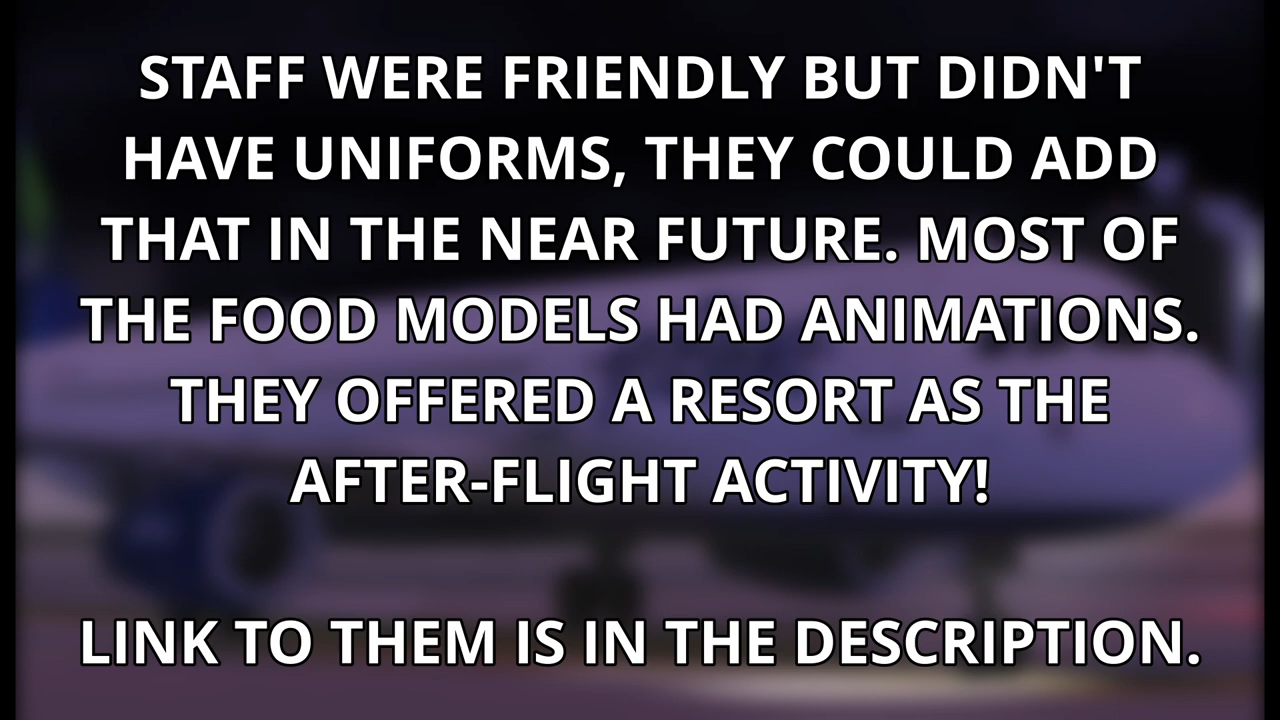 STAFF WERE FRIENDLY BUT DIDN'T
HAVE UNIFORMS, THEY COULD ADD
THAT IN THE NEAR FUTURE. MOST OF
THE FOOD MODELS HAD ANIMATIONS.
THEY OFFERED A RESORT AS THE
AFTER-FLIGHT ACTIVITY!
LINK TO THEM IS IN THE DESCRIPTION.